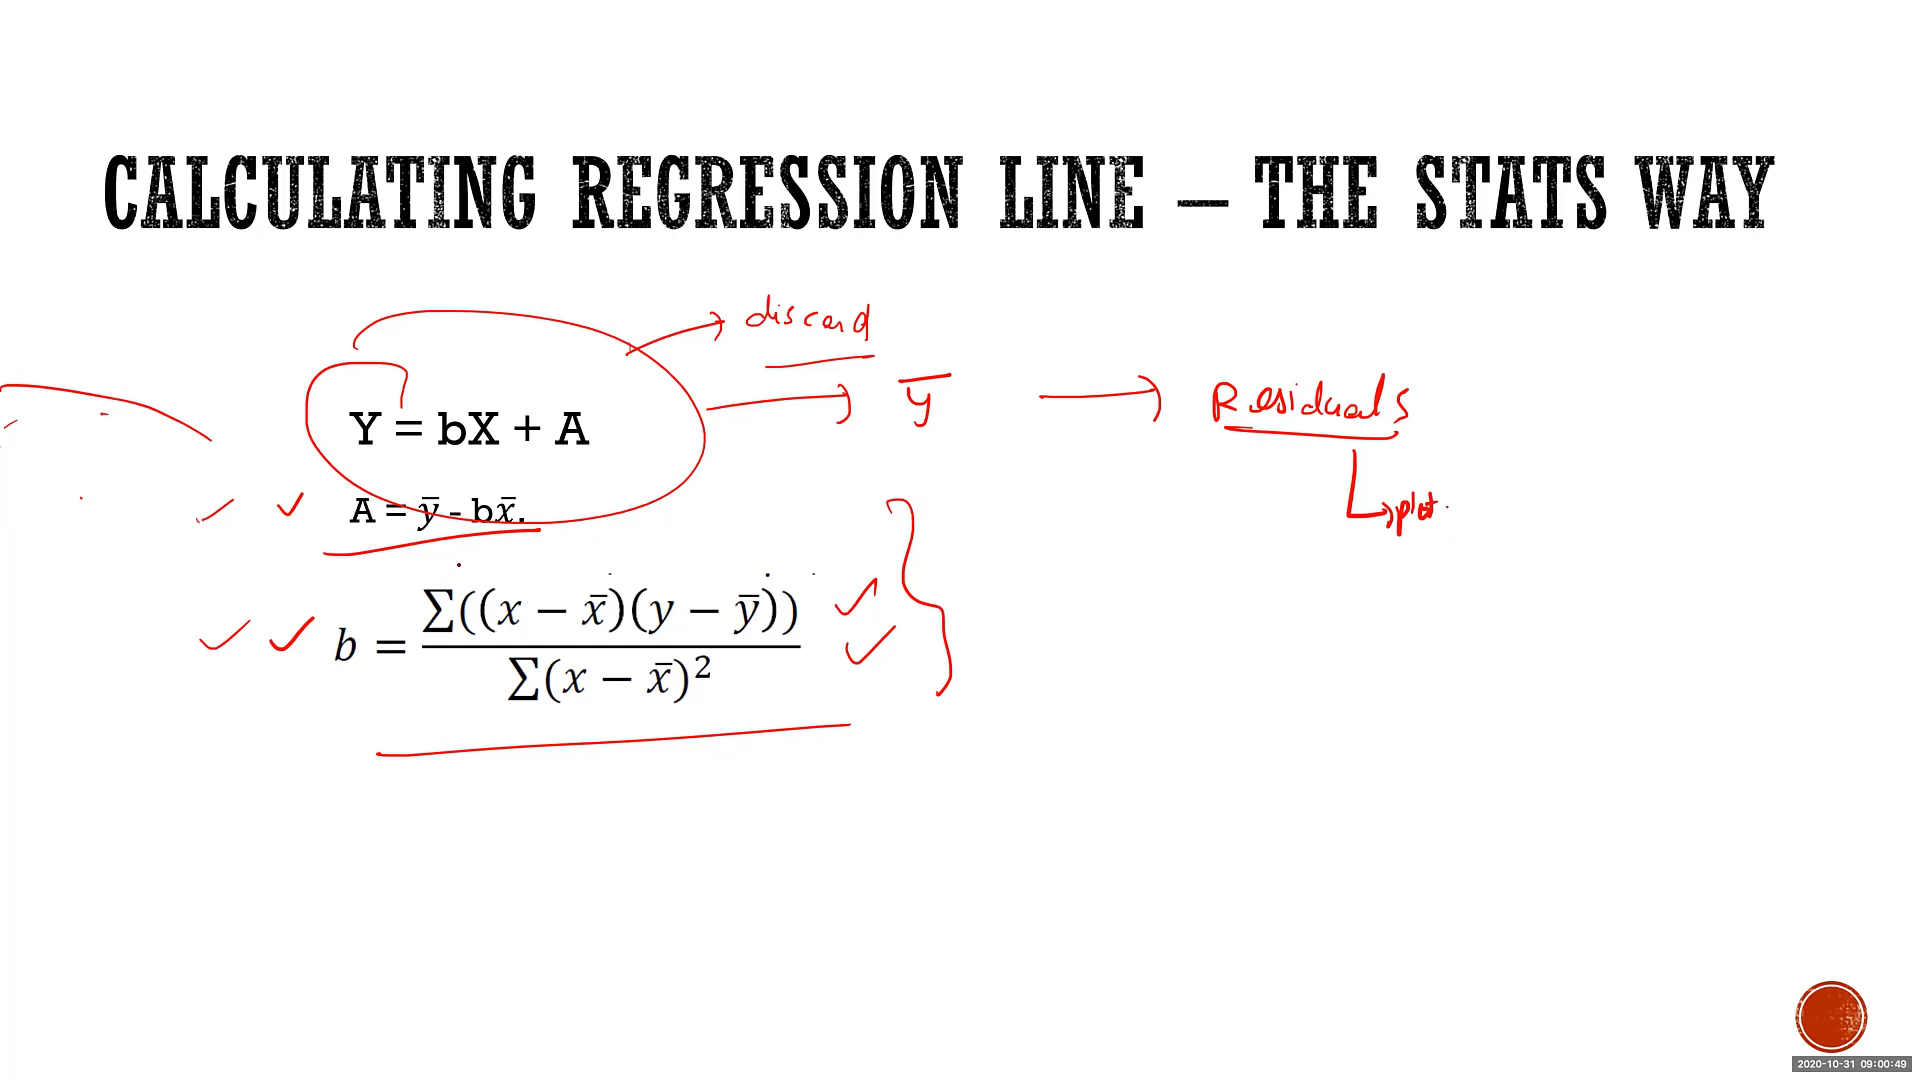 CALCULATING REGRESSION LINE – THE STATS WAY
discard
Y = bX + A
y̅
Residuals
A = y̅ - bx̅.
plot
b = ∑((x − x̅)(y − y̅)) / ∑(x − x̅)²
2020-10-31 09:00:49